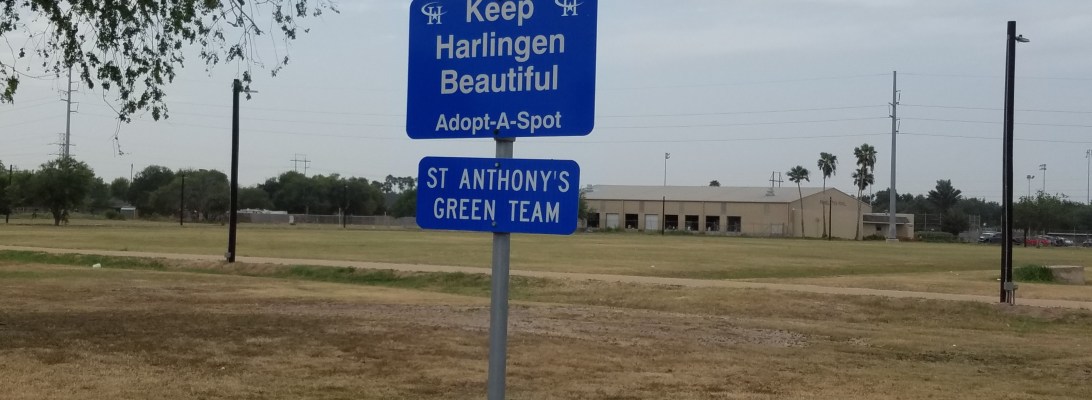 Keep
Harlingen
Beautiful
Adopt-A-Spot
ST ANTHONY'S
GREEN TEAM